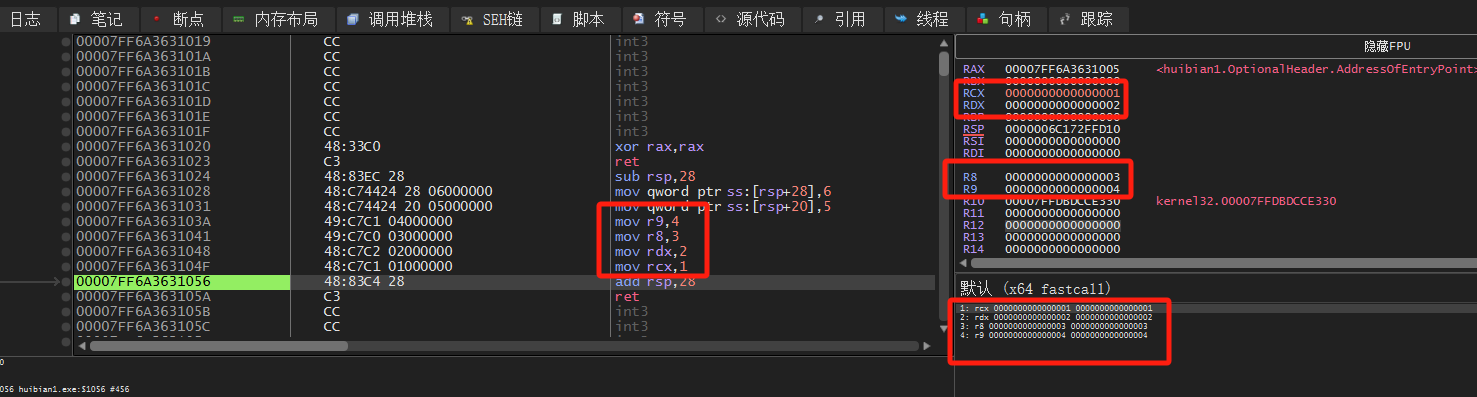 日志 笔记 断点 内存布局 调用堆栈 SEH链 脚本 符号 源代码 引用 线程 句柄 跟踪
00007FF6A3631019 CC int3
00007FF6A363101A CC int3
00007FF6A363101B CC int3
00007FF6A363101C CC int3
00007FF6A363101D CC int3
00007FF6A363101E CC int3
00007FF6A363101F CC int3
00007FF6A3631020 48:33C0 xor rax,rax
00007FF6A3631023 C3 ret
00007FF6A3631024 48:83EC 28 sub rsp,28
00007FF6A3631028 48:C74424 28 06000000 mov qword ptr ss:[rsp+28],6
00007FF6A3631031 48:C74424 20 05000000 mov qword ptr ss:[rsp+20],5
00007FF6A363103A 49:C7C1 04000000 mov r9,4
00007FF6A3631041 49:C7C0 03000000 mov r8,3
00007FF6A3631048 48:C7C2 02000000 mov rdx,2
00007FF6A363104F 48:C7C1 01000000 mov rcx,1
00007FF6A3631056 48:83C4 28 add rsp,28
00007FF6A363105A C3 ret
00007FF6A363105B CC int3
00007FF6A363105C CC int3
056 huibian1.exe:$1056 #456
隐藏FPU
RAX 00007FF6A3631005 <huibian1.OptionalHeader.AddressOfEntryPoint>
RCX 0000000000000001
RDX 0000000000000002
RSP 0000006C172FFD10
RSI 0000000000000000
RDI 0000000000000000
R8 0000000000000003
R9 0000000000000004
R10 00007FFDBDCCE330 kernel32.00007FFDBDCCE330
R11 0000000000000000
R12 0000000000000000
R13 0000000000000000
R14 0000000000000000
默认 (x64 fastcall)
1: rcx 0000000000000001 0000000000000001
2: rdx 0000000000000002 0000000000000002
3: r8 0000000000000003 0000000000000003
4: r9 0000000000000004 0000000000000004